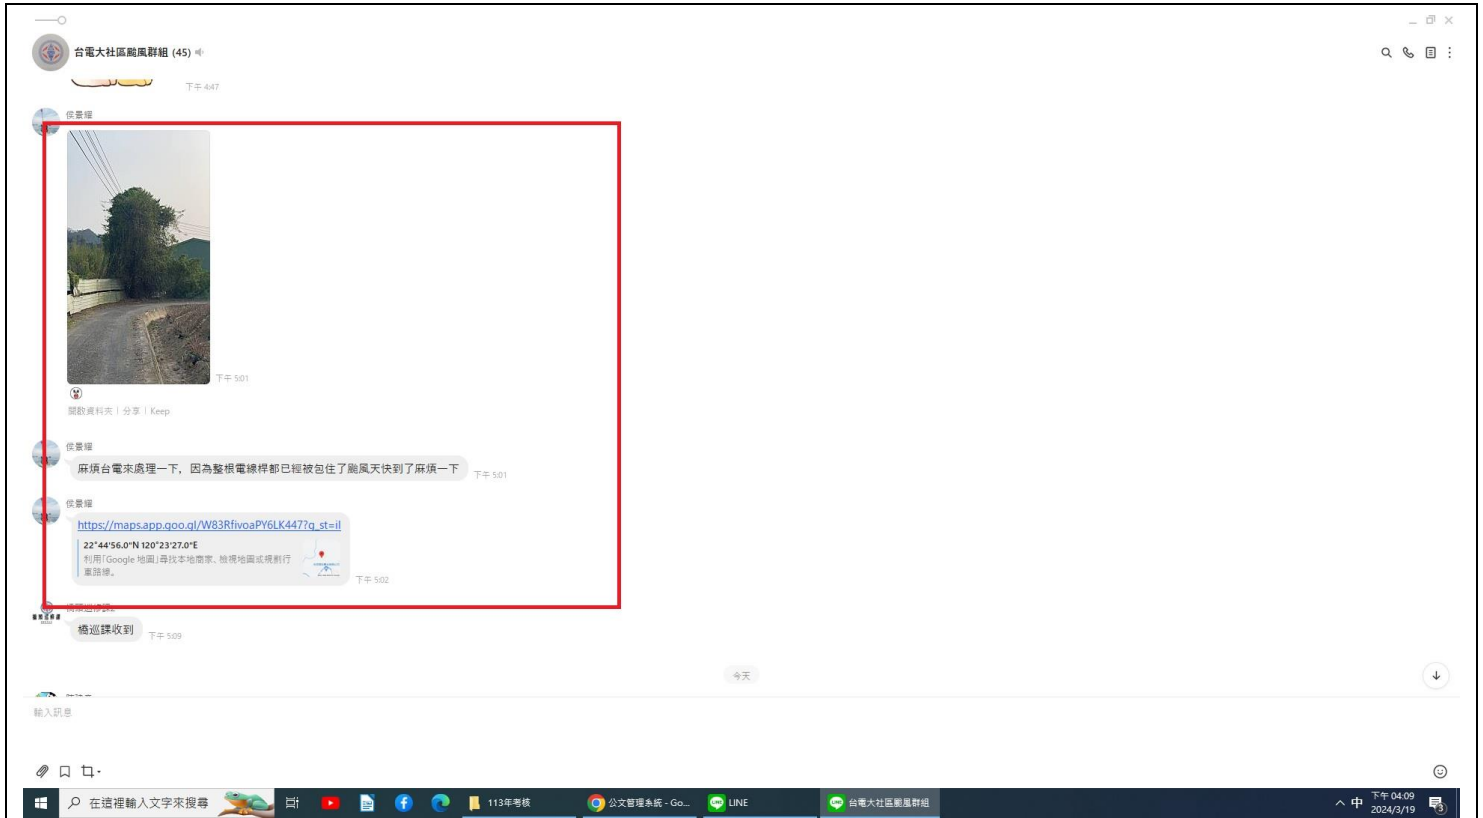 台電大社區颱風群組 (45)
下午 4:47
侯景耀
下午 5:01
開啟資料夾 | 分享 | Keep
侯景耀
麻煩台電來處理一下，因為整根電線桿都已經被包住了颱風天快到了麻煩一下
下午 5:01
侯景耀
https://maps.app.goo.gl/W83RfivoaPY6LK447?g_st=il
22°44'56.0"N 120°23'27.0"E
利用「Google 地圖」尋找本地商家、檢視地圖或規劃行
車路線。
下午 5:02
橋巡課收到
下午 5:09
今天
輸入訊息
在這裡輸入文字來搜尋
113年考核
公文管理系統 - Go...
LINE
台電大社區颱風群組
中
下午 04:09
2024/3/19
3